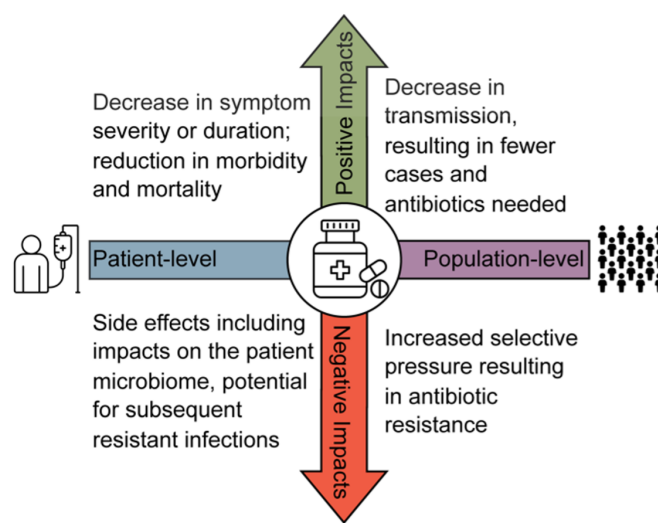 Positive Impacts
Decrease in symptom
severity or duration;
reduction in morbidity
and mortality
Decrease in
transmission,
resulting in fewer
cases and
antibiotics needed
Patient-level
Population-level
Side effects including
impacts on the patient
microbiome, potential
for subsequent
resistant infections
Increased selective
pressure resulting
in antibiotic
resistance
Negative Impacts